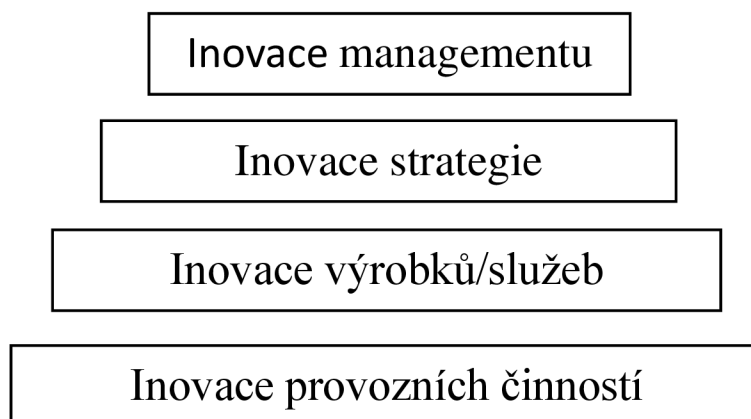 Inovace managementu
Inovace strategie
Inovace výrobků/služeb
Inovace provozních činností